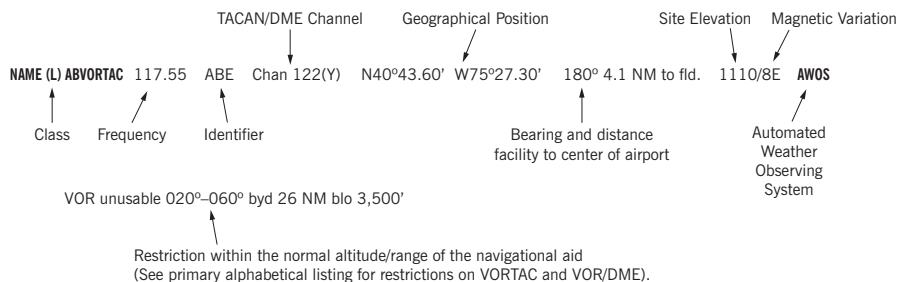 TACAN/DME Channel Geographical Position Site Elevation Magnetic Variation
NAME (L) ABVORTAC 117.55 ABE Chan 122(Y) N40º43.60' W75º27.30' 180º 4.1 NM to fld. 1110/8E AWOS
Class Frequency Identifier Bearing and distance Automated
facility to center of airport Weather
Observing
System
VOR unusable 020º–060º byd 26 NM blo 3,500'
Restriction within the normal altitude/range of the navigational aid
(See primary alphabetical listing for restrictions on VORTAC and VOR/DME).